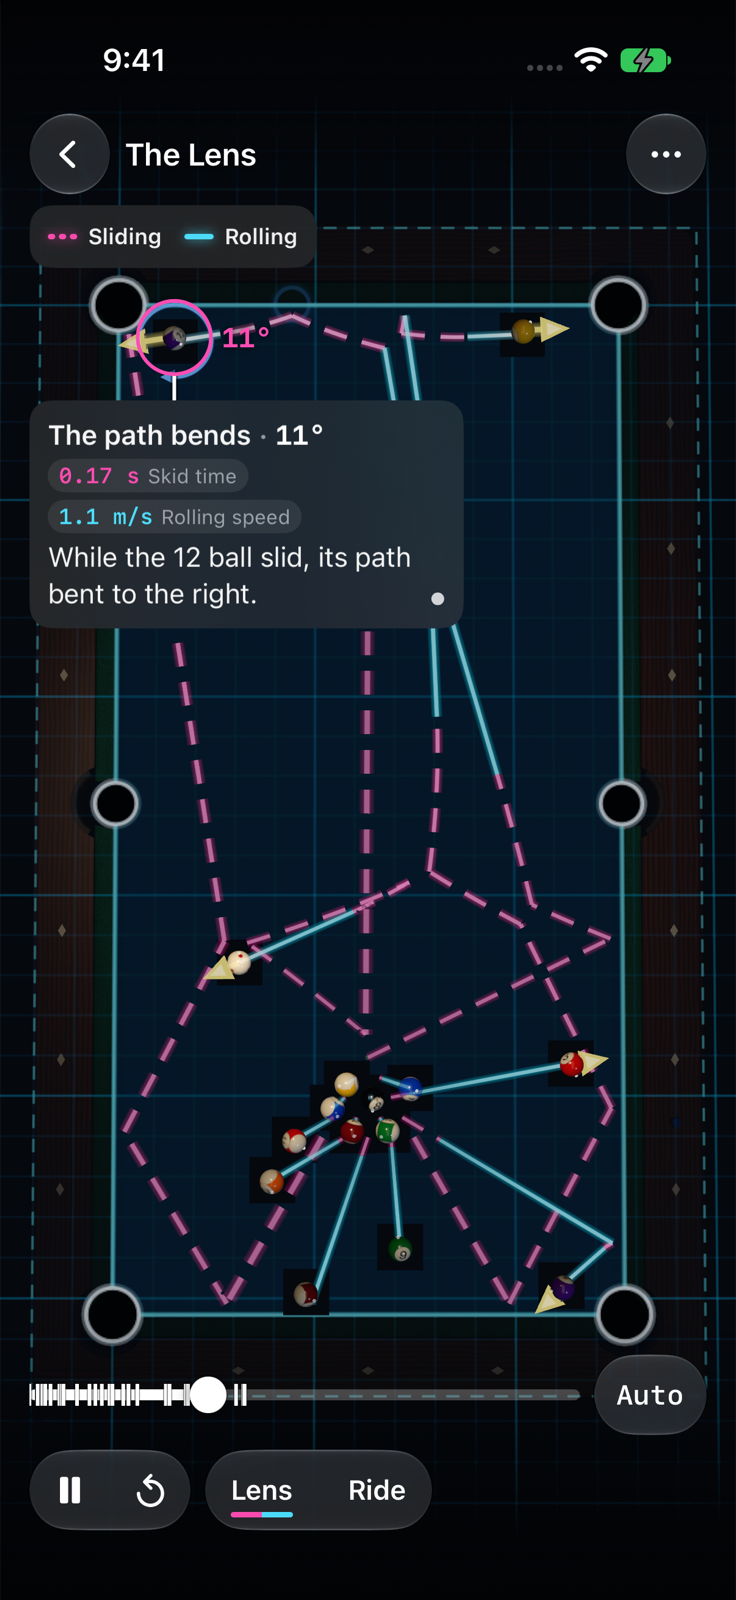 9:41
The Lens
Sliding Rolling
11°
The path bends · 11°
0.17 s Skid time
1.1 m/s Rolling speed
While the 12 ball slid, its path
bent to the right.
Auto
Lens Ride